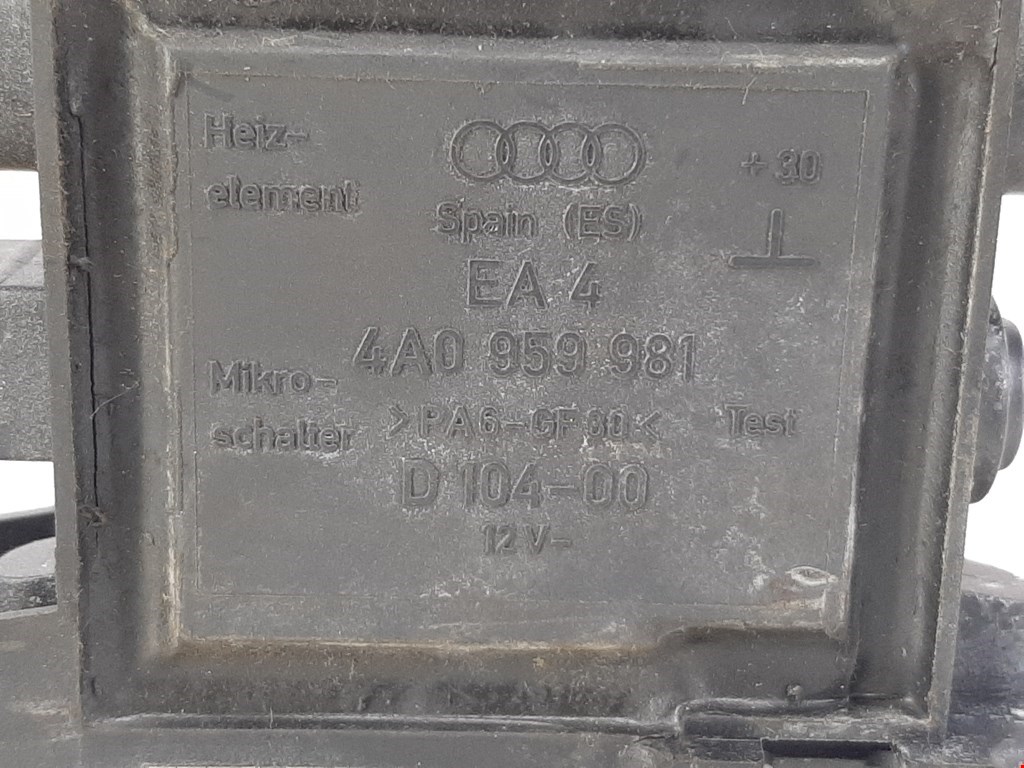 Heiz-
element
Spain (ES)
+ 30
EA 4
4A0 959 981
Mikro-
schalter
>PA6-GF30<
Test
D 104-00
12 V-